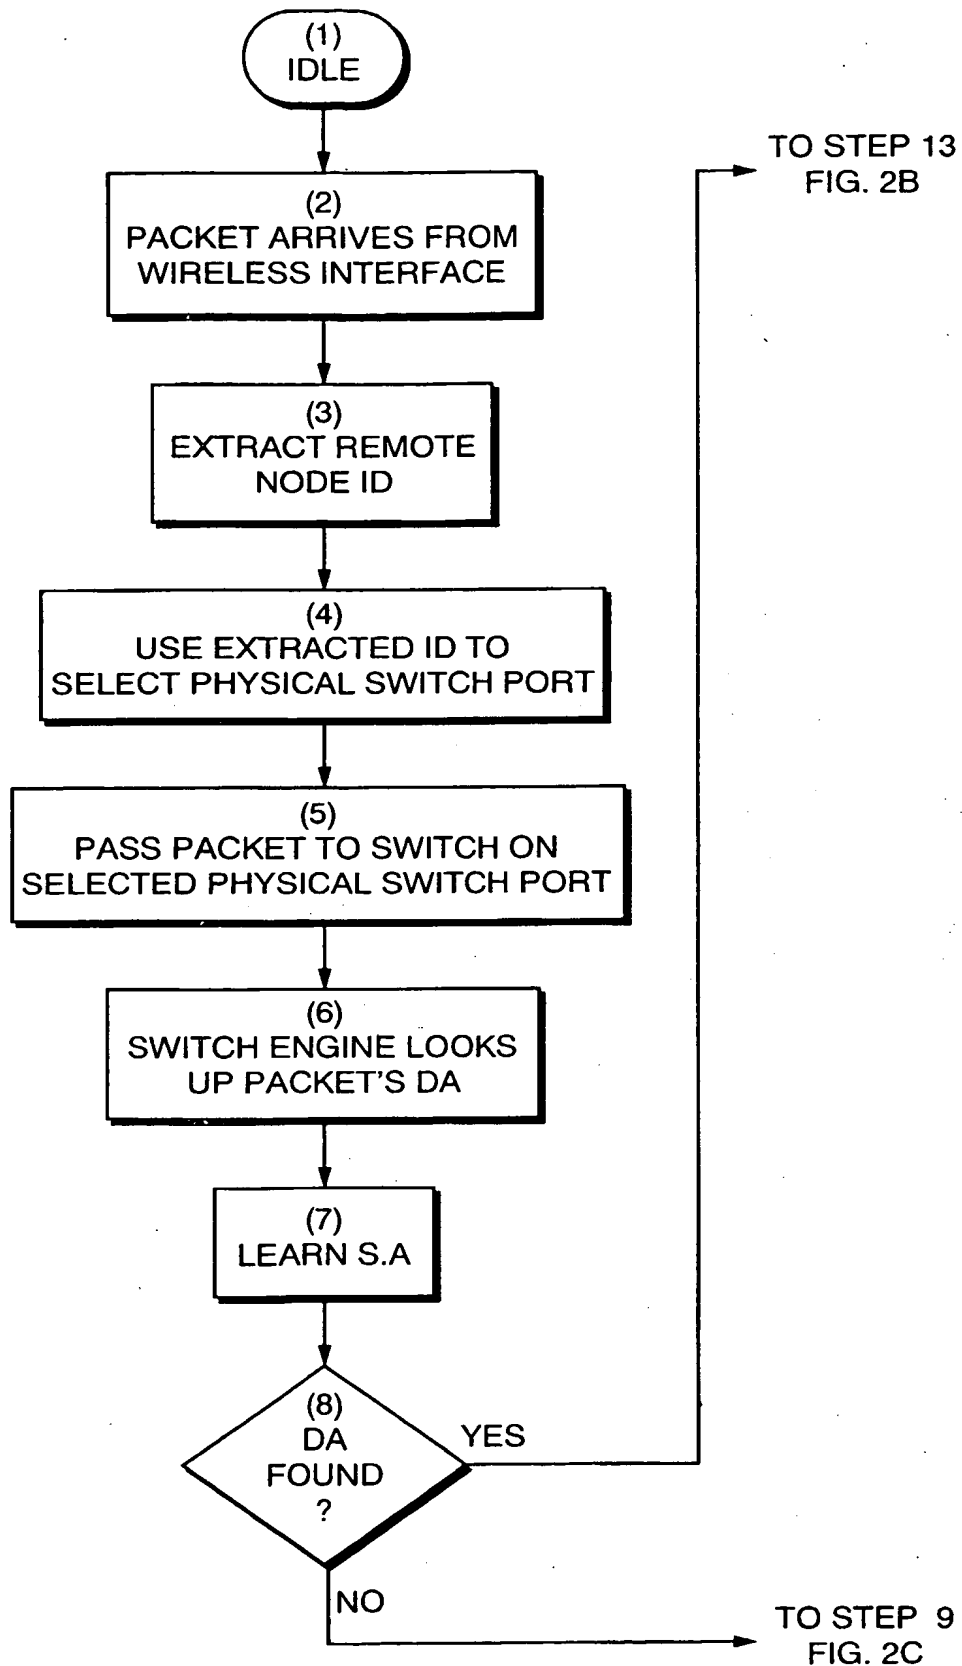 (1)
IDLE
TO STEP 13
FIG. 2B
(2)
PACKET ARRIVES FROM
WIRELESS INTERFACE
(3)
EXTRACT REMOTE
NODE ID
(4)
USE EXTRACTED ID TO
SELECT PHYSICAL SWITCH PORT
(5)
PASS PACKET TO SWITCH ON
SELECTED PHYSICAL SWITCH PORT
(6)
SWITCH ENGINE LOOKS
UP PACKET'S DA
(7)
LEARN S.A
(8)
DA
FOUND
?
YES
NO
TO STEP 9
FIG. 2C